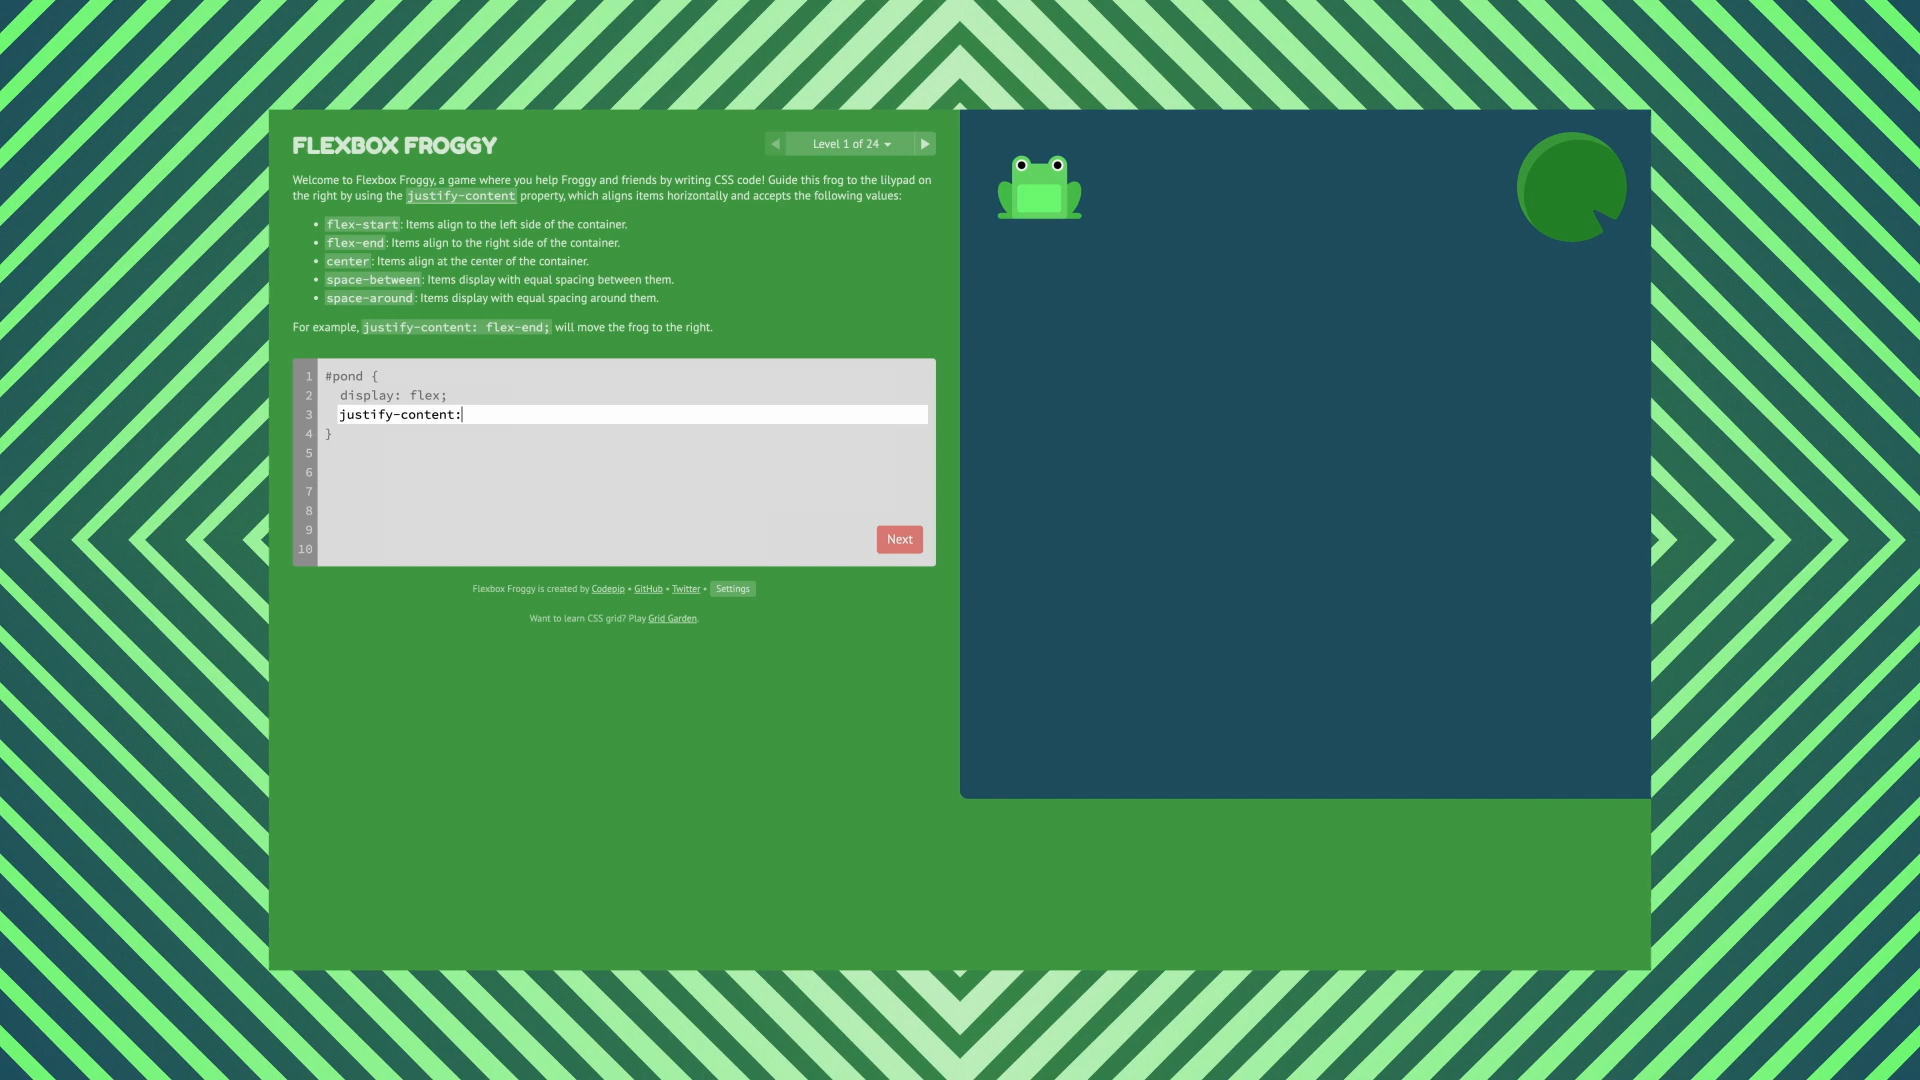 FLEXBOX FROGGY
Level 1 of 24
Welcome to Flexbox Froggy, a game where you help Froggy and friends by writing CSS code! Guide this frog to the lilypad on
the right by using the justify-content property, which aligns items horizontally and accepts the following values:
• flex-start: Items align to the left side of the container.
• flex-end: Items align to the right side of the container.
• center: Items align at the center of the container.
• space-between: Items display with equal spacing between them.
• space-around: Items display with equal spacing around them.
For example, justify-content: flex-end; will move the frog to the right.
1 #pond {
2 display: flex;
3 justify-content:
4 }
5
6
7
8
9
10
Next
Flexbox Froggy is created by Codepip • GitHub • Twitter • Settings
Want to learn CSS grid? Play Grid Garden.